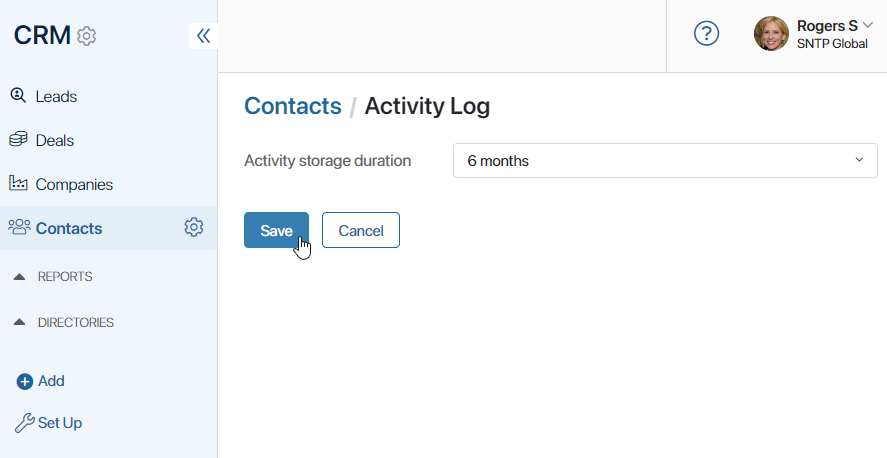 CRM
Leads
Deals
Companies
Contacts
REPORTS
DIRECTORIES
Add
Set Up
?
Rogers S
SNTP Global
Contacts / Activity Log
Activity storage duration
6 months
Save
Cancel